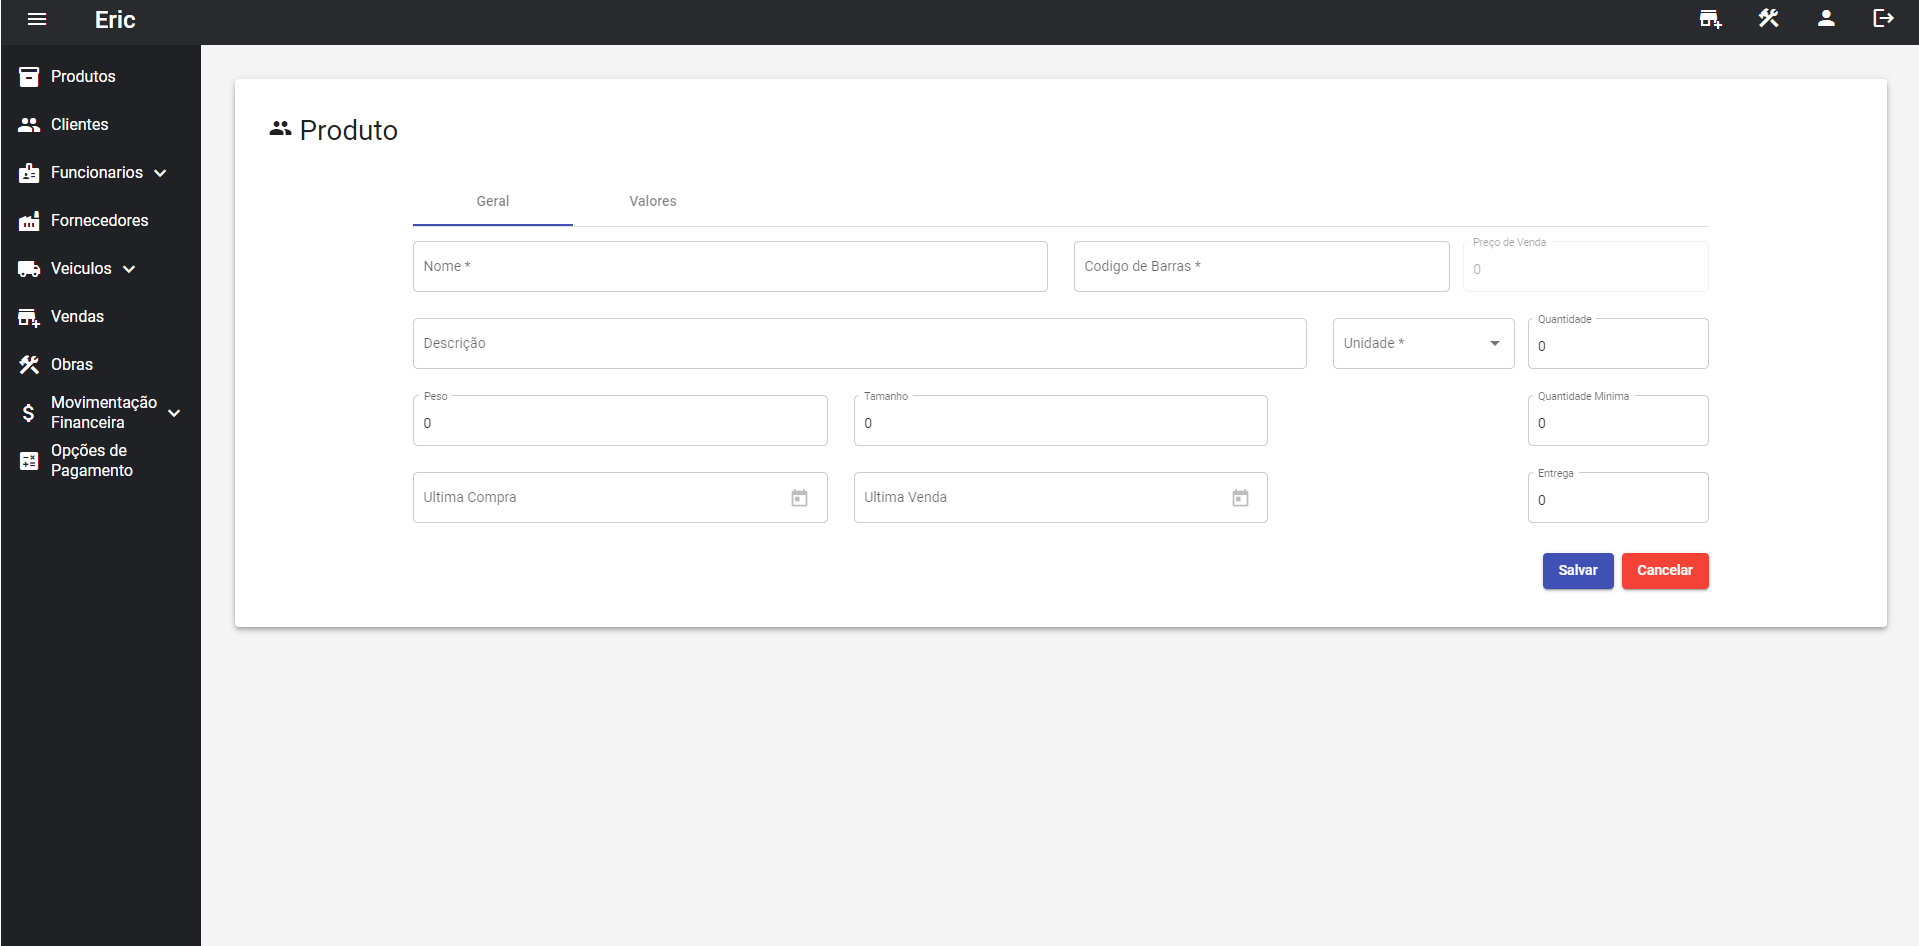 Eric
Produtos
Clientes
Funcionarios
Fornecedores
Veiculos
Vendas
Obras
Movimentação
Financeira
Opções de
Pagamento
Produto
Geral
Valores
Nome *
Codigo de Barras *
Preço de Venda
0
Descrição
Unidade *
Quantidade
0
Peso
0
Tamanho
0
Quantidade Minima
0
Ultima Compra
Ultima Venda
Entrega
0
Salvar
Cancelar